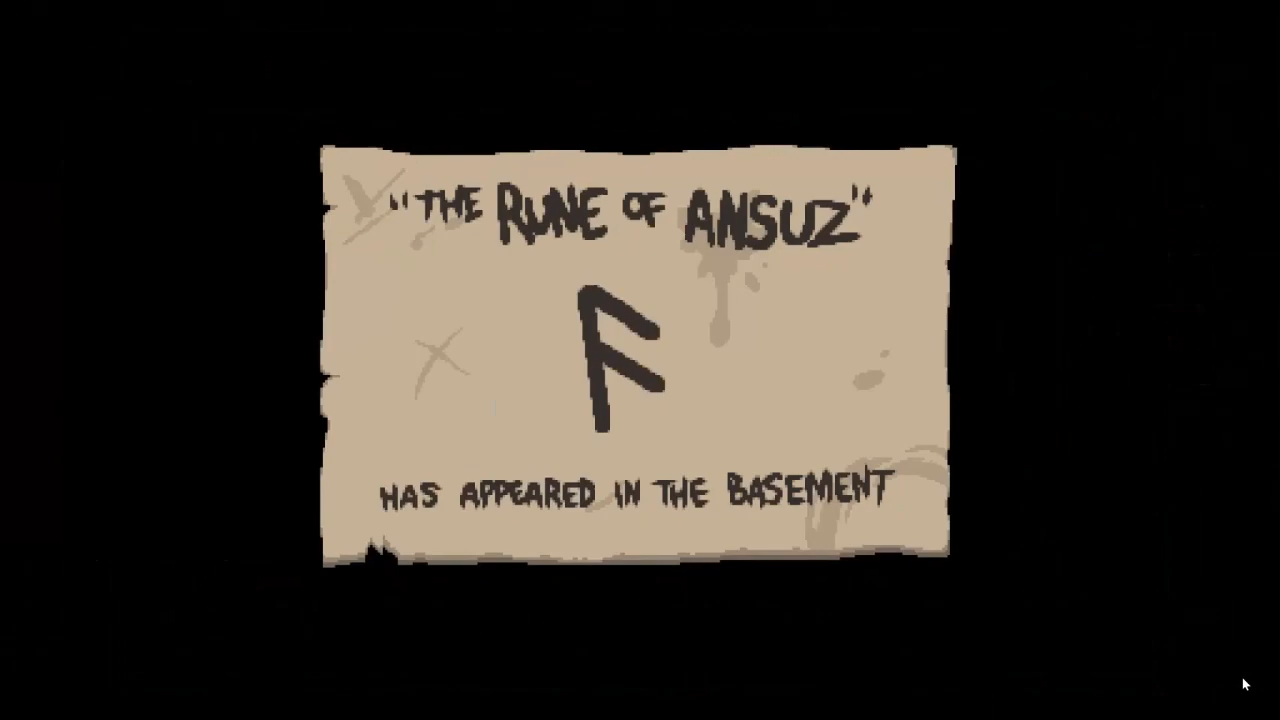 "THE RUNE OF ANSUZ"
ᚨ
HAS APPEARED IN THE BASEMENT